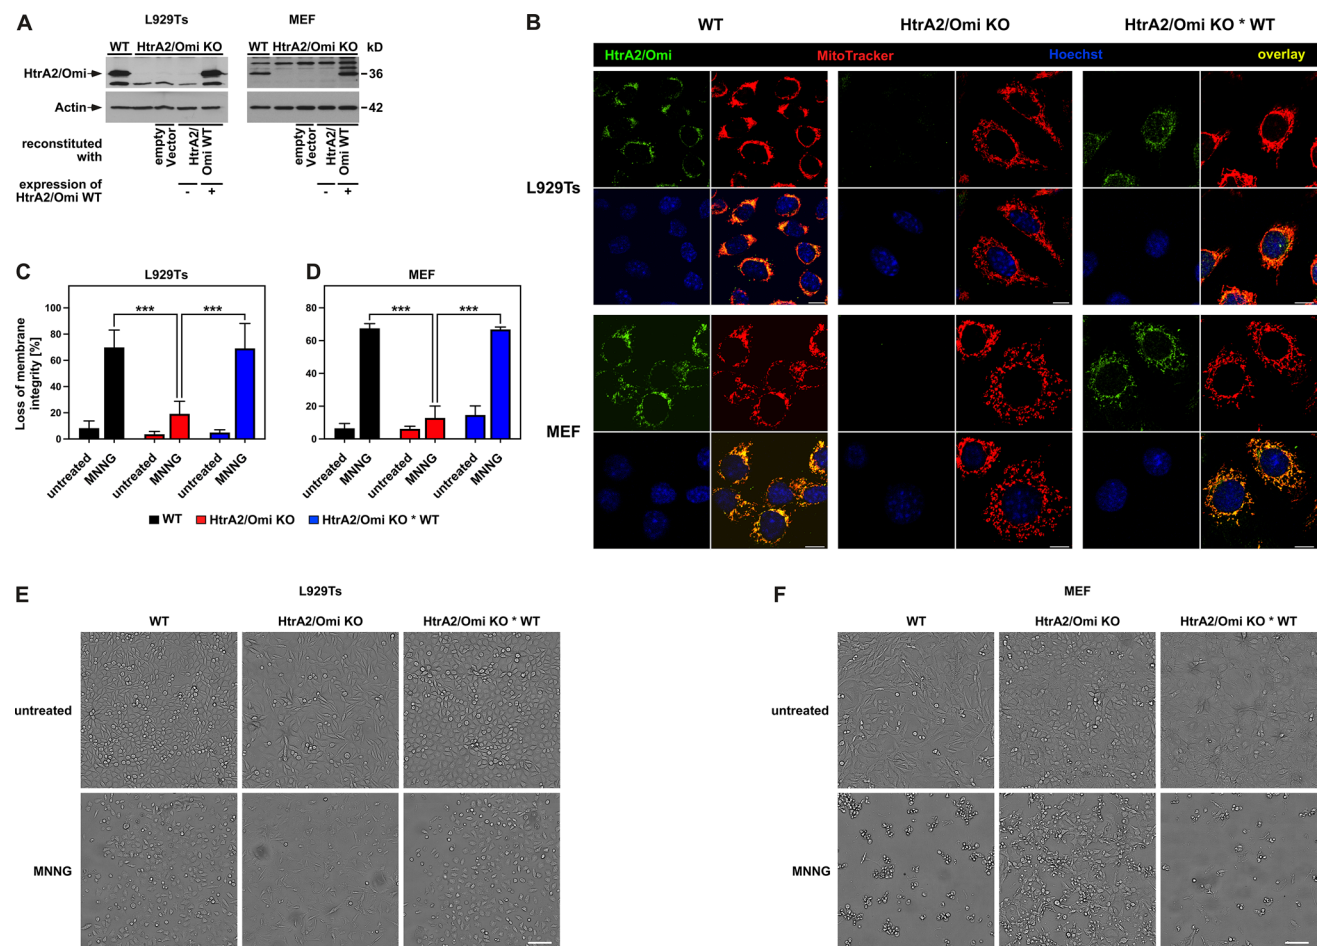 A
L929Ts
MEF
WT HtrA2/Omi KO
WT HtrA2/Omi KO kD
HtrA2/Omi
36
Actin
42
reconstituted
with
empty
Vector
HtrA2/
Omi WT
empty
Vector
HtrA2/
Omi WT
expression of
HtrA2/Omi WT
- +
- +
B
WT
HtrA2/Omi KO
HtrA2/Omi KO * WT
HtrA2/Omi
MitoTracker
Hoechst
overlay
L929Ts
MEF
C
L929Ts
Loss of membrane
integrity [%]
100
80
60
40
20
0
***
***
untreated
MNNG
untreated
MNNG
untreated
MNNG
D
MEF
80
60
40
20
0
***
***
untreated
MNNG
untreated
MNNG
untreated
MNNG
WT
HtrA2/Omi KO
HtrA2/Omi KO * WT
E
L929Ts
WT
HtrA2/Omi KO
HtrA2/Omi KO * WT
untreated
MNNG
F
MEF
WT
HtrA2/Omi KO
HtrA2/Omi KO * WT
untreated
MNNG